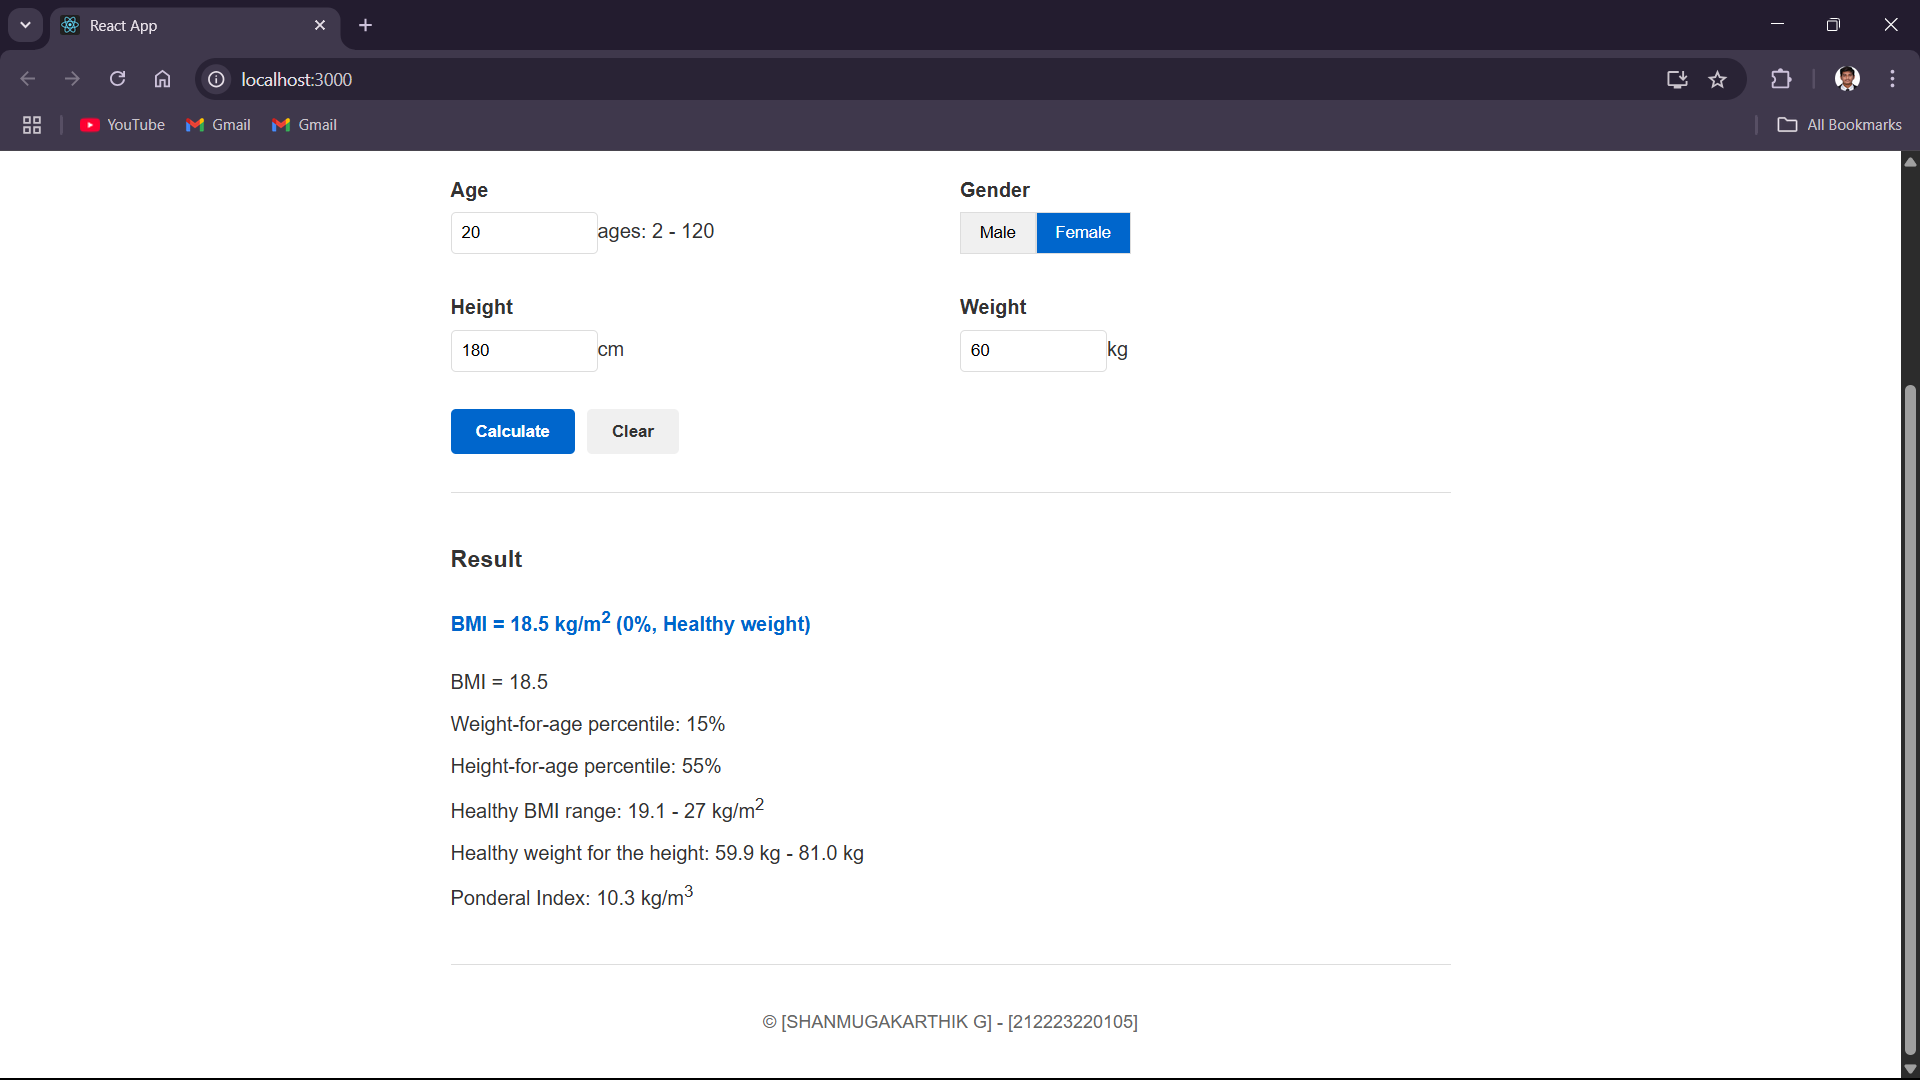 React App
localhost:3000
YouTube Gmail Gmail All Bookmarks
Age Gender
20 ages: 2 - 120 Male Female
Height Weight
180 cm 60 kg
Calculate Clear
Result
BMI = 18.5 kg/m² (0%, Healthy weight)
BMI = 18.5
Weight-for-age percentile: 15%
Height-for-age percentile: 55%
Healthy BMI range: 19.1 - 27 kg/m²
Healthy weight for the height: 59.9 kg - 81.0 kg
Ponderal Index: 10.3 kg/m³
© [SHANMUGAKARTHIK G] - [212223220105]